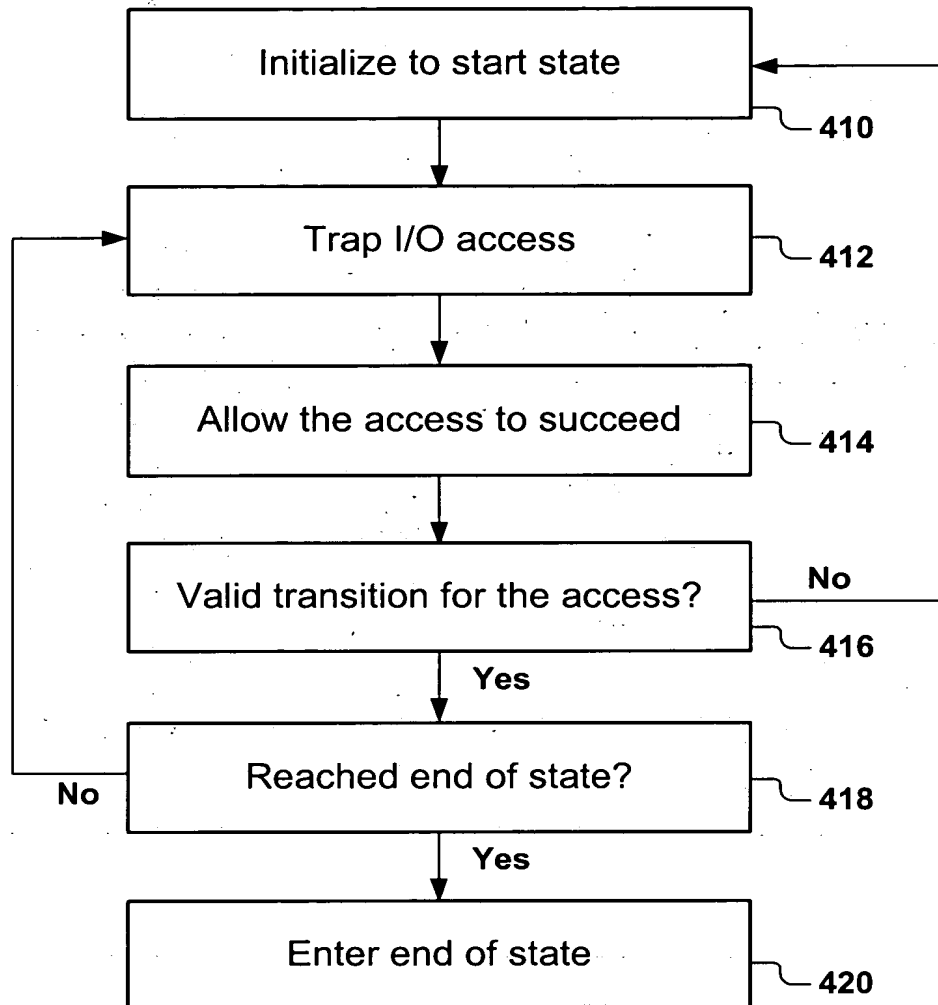 Initialize to start state
410
Trap I/O access
412
Allow the access to succeed
414
Valid transition for the access?
No
416
Yes
Reached end of state?
No
418
Yes
Enter end of state
420